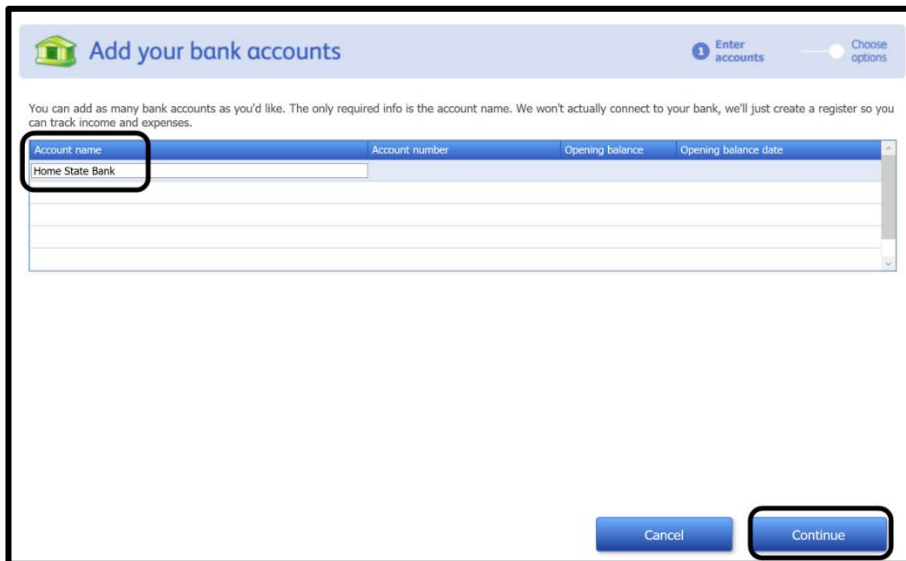 Add your bank accounts
1 Enter accounts
Choose options
You can add as many bank accounts as you'd like. The only required info is the account name. We won't actually connect to your bank, we'll just create a register so you
can track income and expenses.
Account name Account number Opening balance Opening balance date
Home State Bank
Cancel Continue